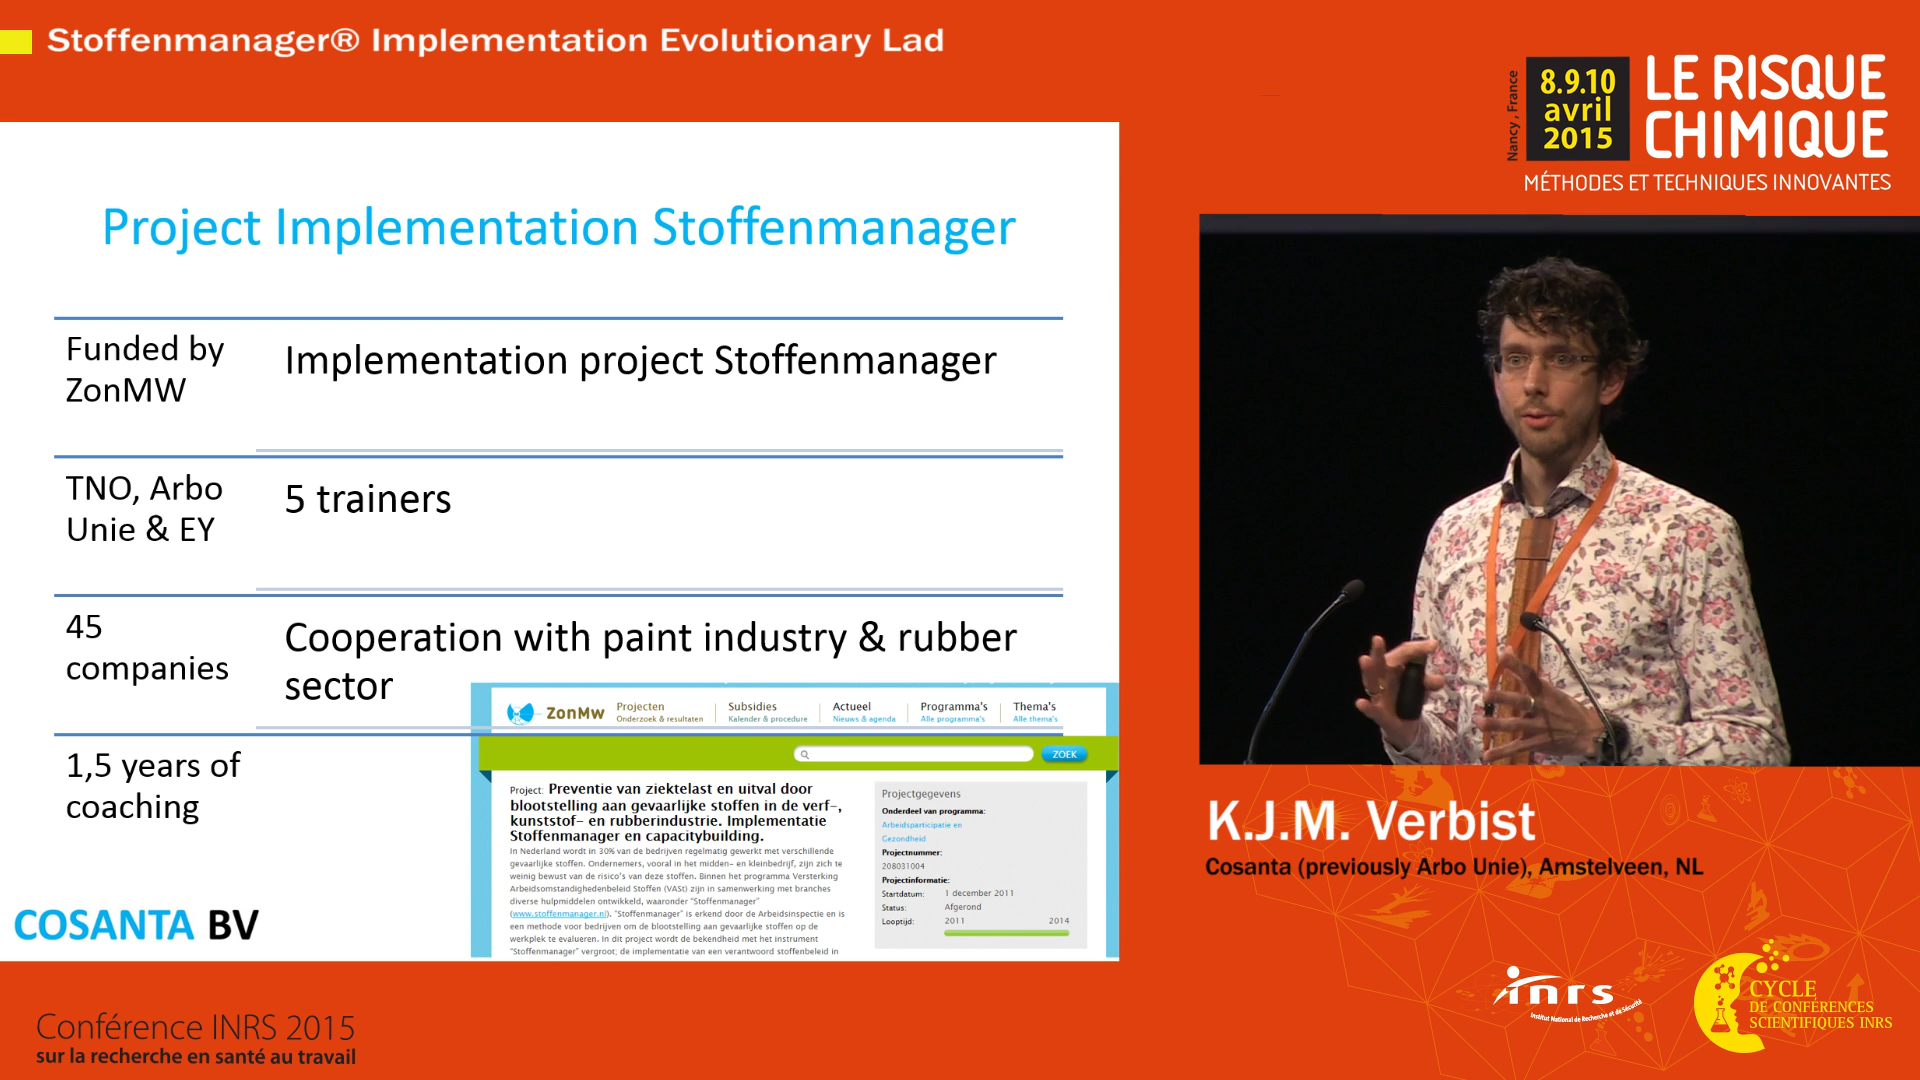 Stoffenmanager® Implementation Evolutionary Lad
Nancy, France
8.9.10
avril
2015
LE RISQUE
CHIMIQUE
MÉTHODES ET TECHNIQUES INNOVANTES
Project Implementation Stoffenmanager
Funded by
ZonMW
Implementation project Stoffenmanager
TNO, Arbo
Unie & EY
5 trainers
45
companies
Cooperation with paint industry & rubber
sector
1,5 years of
coaching
ZonMw
Projecten
Onderzoek & resultaten
Subsidies
Kalender & procedure
Actueel
Nieuws & agenda
Programma's
Alle programma's
Thema's
Alle thema's
ZOEK
Project: Preventie van ziektelast en uitval door
blootstelling aan gevaarlijke stoffen in de verf-,
kunststof- en rubberindustrie. Implementatie
Stoffenmanager en capacitybuilding.
In Nederland wordt in 30% van de bedrijven regelmatig gewerkt met verschillende
gevaarlijke stoffen. Ondernemers, vooral in het midden- en kleinbedrijf, zijn zich te
weinig bewust van de risico's van deze stoffen. Binnen het programma Versterking
Arbeidsomstandighedenbeleid Stoffen (VASt) zijn in samenwerking met branches
diverse hulpmiddelen ontwikkeld, waaronder "Stoffenmanager"
(www.stoffenmanager.nl). "Stoffenmanager" is erkend door de Arbeidsinspectie en is
een methode voor bedrijven om de blootstelling aan gevaarlijke stoffen op de
werkplek te evalueren. In dit project wordt de bekendheid met het instrument
"Stoffenmanager" vergroot; de implementatie van een verantwoord stoffenbeleid in
Projectgegevens
Onderdeel van programma:
Arbeidsparticipatie en
Gezondheid
Projectnummer:
208031004
Projectinformatie:
Startdatum: 1 december 2011
Status: Afgerond
Looptijd: 2011 2014
COSANTA BV
K.J.M. Verbist
Cosanta (previously Arbo Unie), Amstelveen, NL
Conférence INRS 2015
sur la recherche en santé au travail
inrs
Institut National de Recherche et de Sécurité
CYCLE
DE CONFÉRENCES
SCIENTIFIQUES INRS